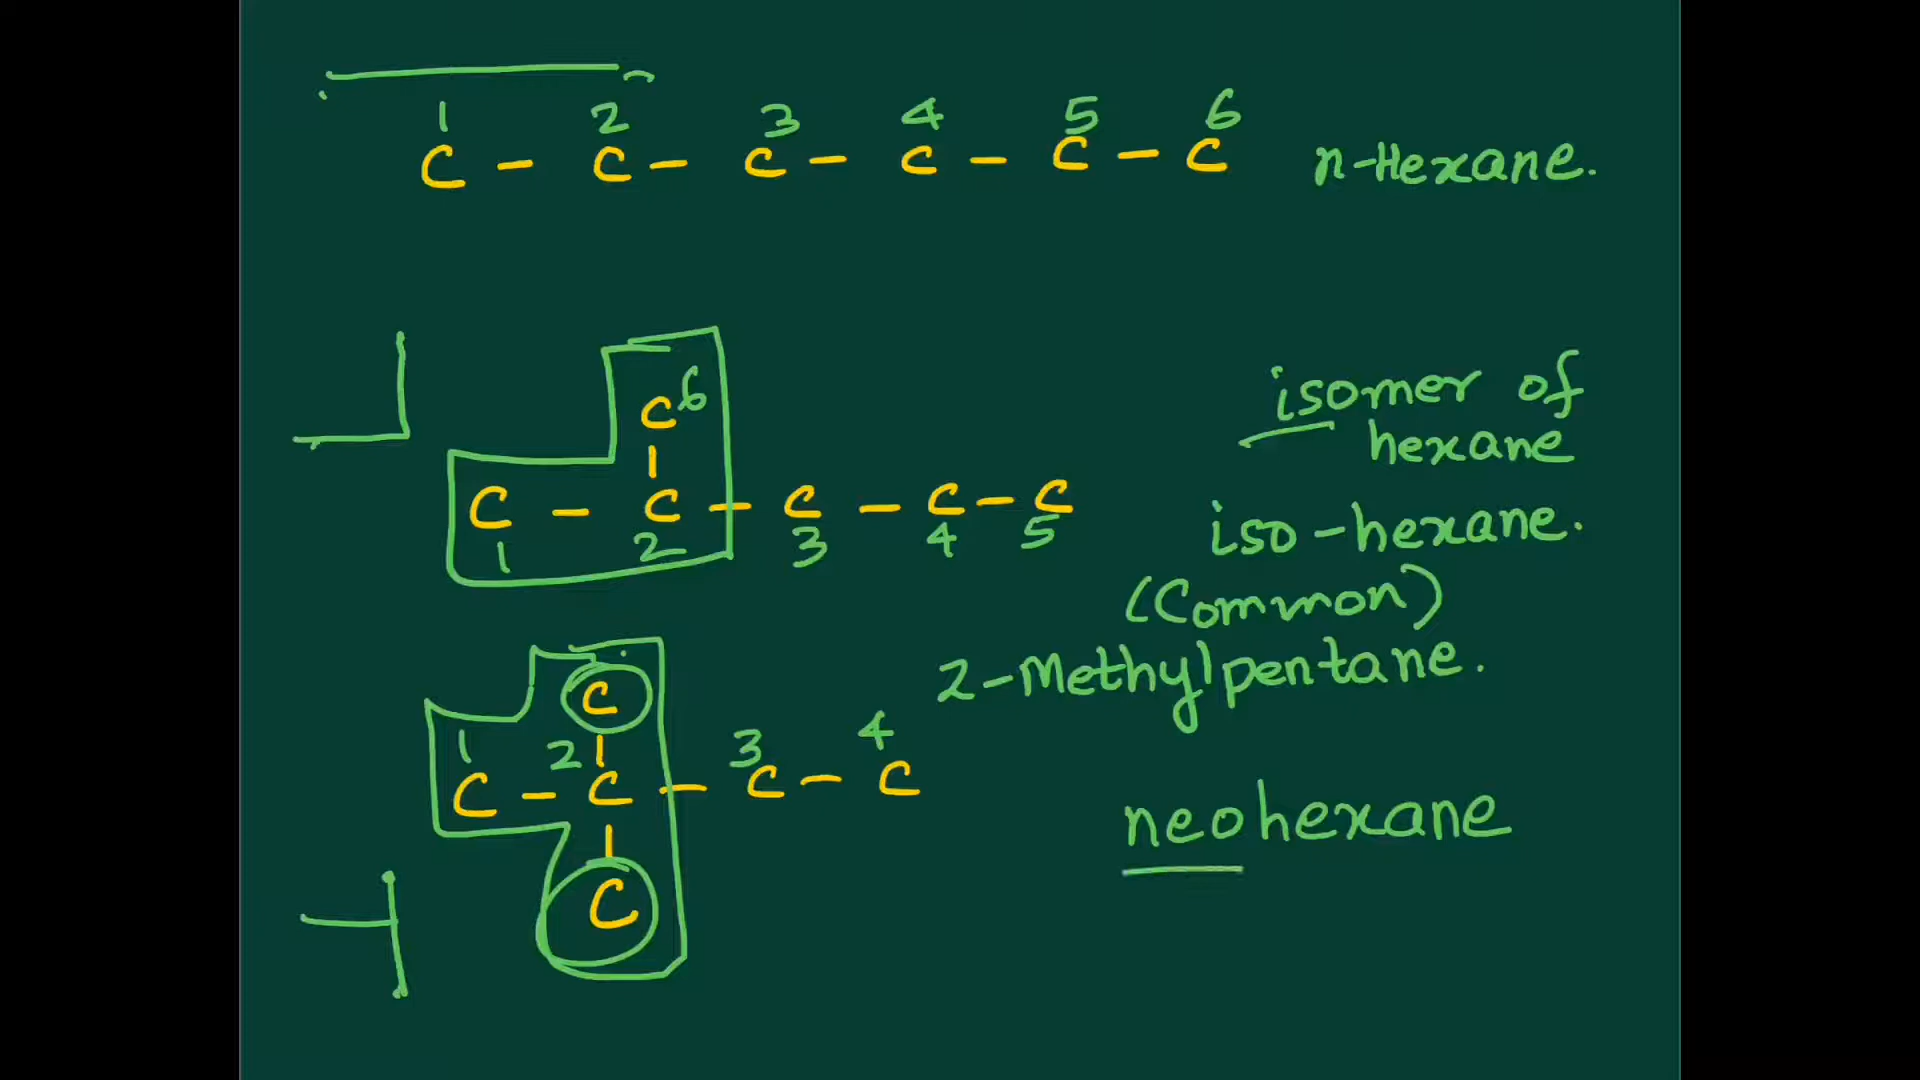 1 2 3 4 5 6
C - C - C - C - C - C n-Hexane.
C 6
isomer of
hexane
C - C - C - C - C
1 2 3 4 5
iso-hexane.
(Common)
2-Methylpentane.
C
1 2 3 4
C - C - C - C
neohexane
C